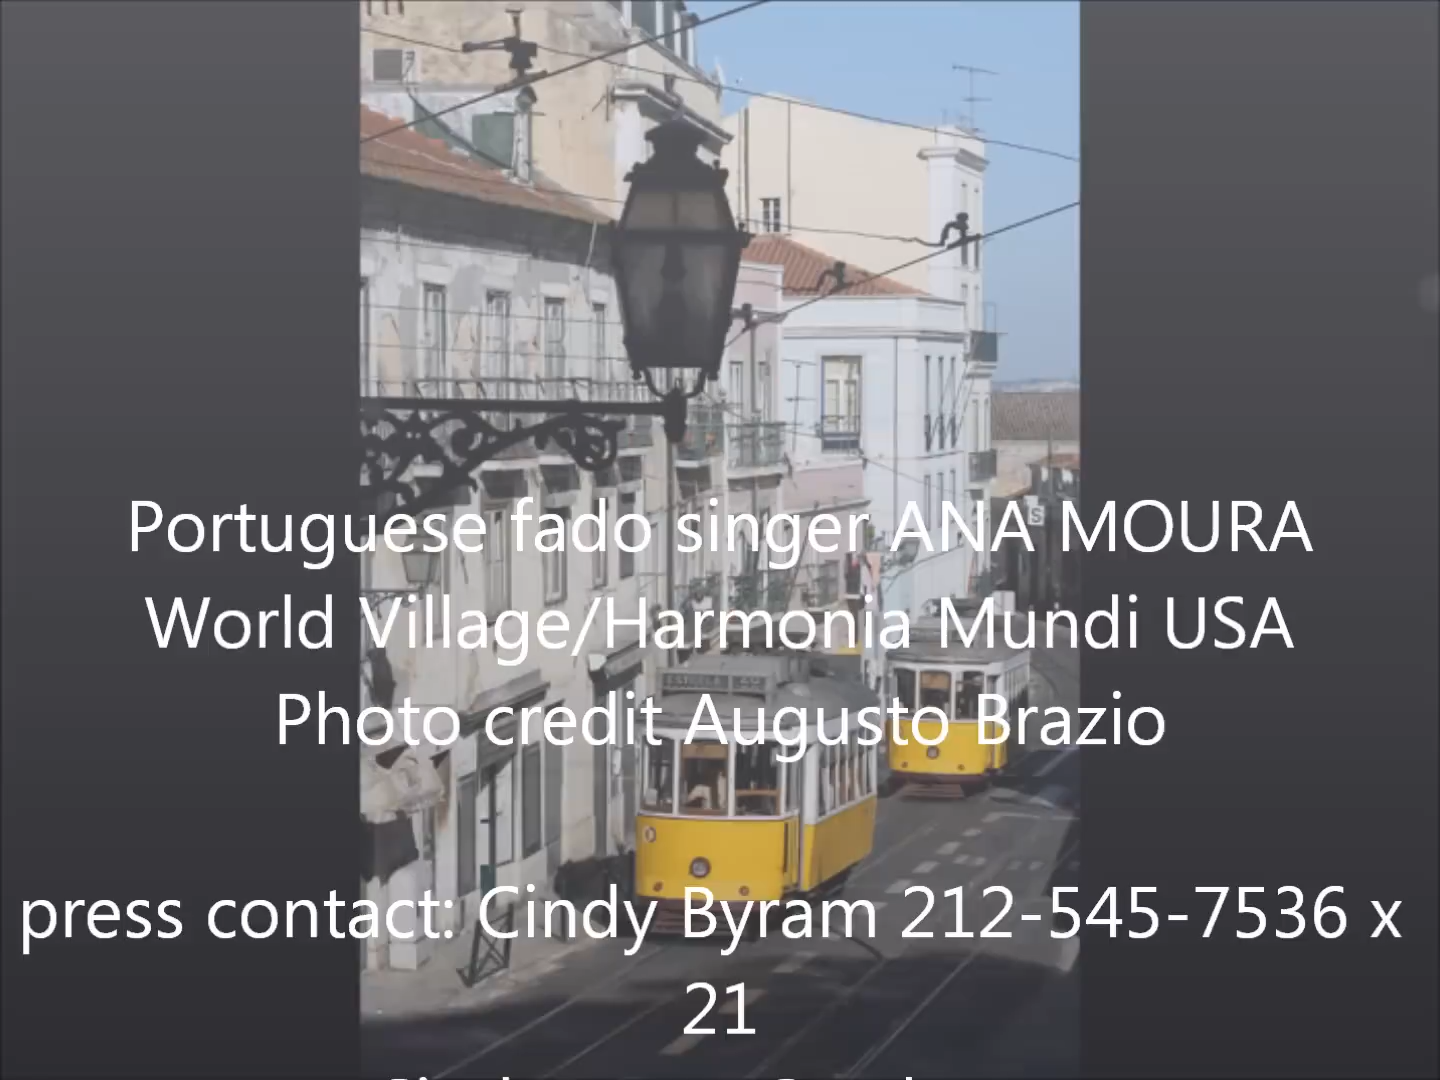 S
Portuguese fado singer ANA MOURA
World Village/Harmonia Mundi USA
ESTRELA
Photo credit Augusto Brazio
press contact: Cindy Byram 212-545-7536 x
21